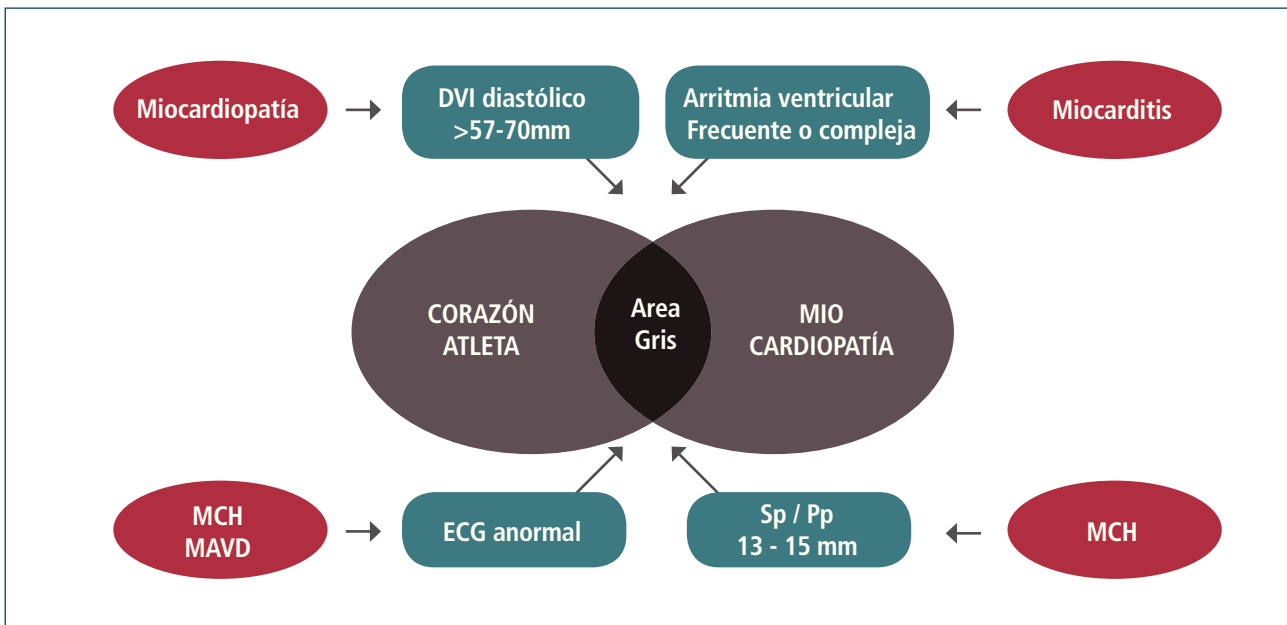 Miocardiopatía
DVI diastólico
>57-70mm
Arritmia ventricular
Frecuente o compleja
Miocarditis
CORAZÓN
ATLETA
Area
Gris
MIO
CARDIOPATÍA
MCH
MAVD
ECG anormal
Sp / Pp
13 - 15 mm
MCH